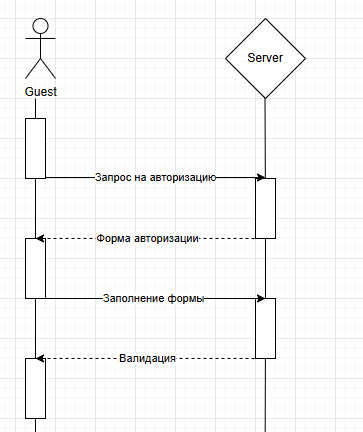 Server
Guest
Запрос на авторизацию
Форма авторизации
Заполнение формы
Валидация